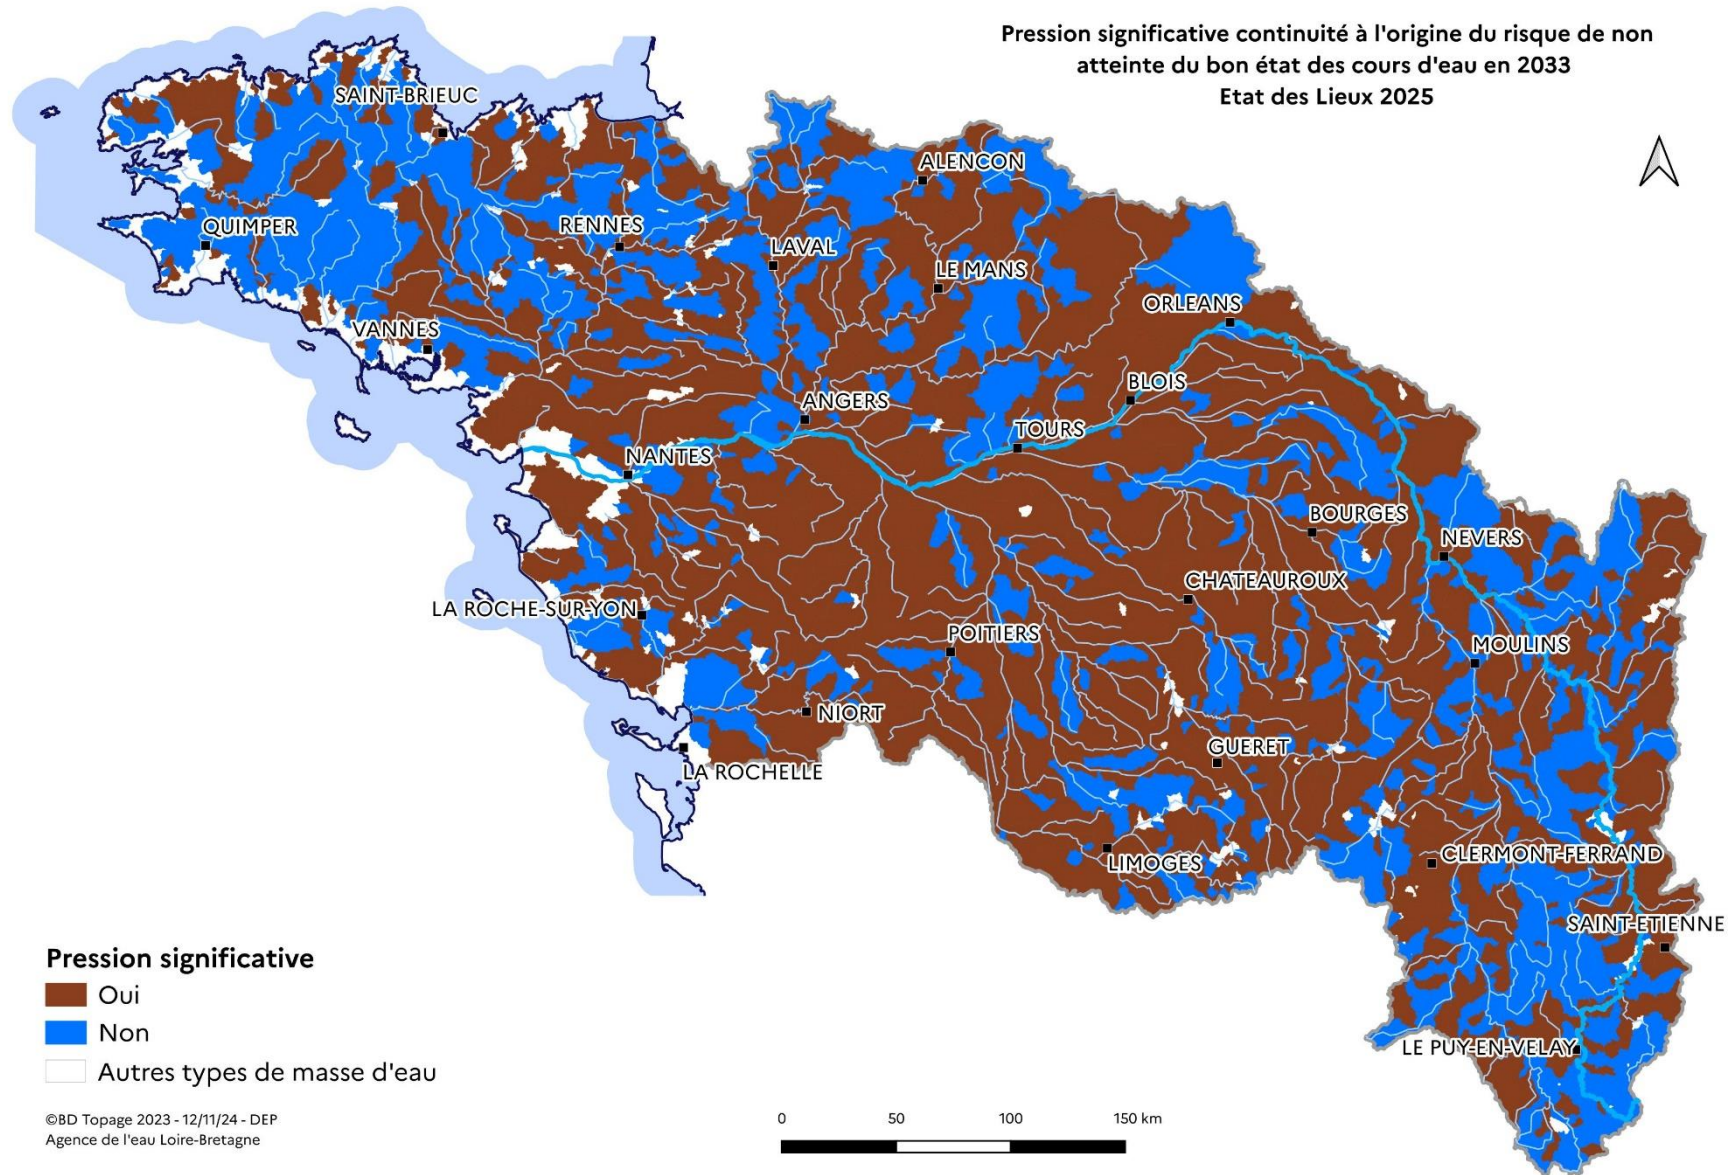 Pression significative continuité à l'origine du risque de non
atteinte du bon état des cours d'eau en 2033
Etat des Lieux 2025
SAINT-BRIEUC
ALENCON
QUIMPER
RENNES
LAVAL
LE MANS
ORLEANS
VANNES
BLOIS
ANGERS
TOURS
NANTES
BOURGES
NEVERS
CHATEAUROUX
LA ROCHE-SUR-YON
POITIERS
MOULINS
NIORT
GUERET
LA ROCHELLE
LIMOGES
CLERMONT-FERRAND
SAINT-ETIENNE
LE PUY-EN-VELAY
Pression significative
Oui
Non
Autres types de masse d'eau
©BD Topage 2023 - 12/11/24 - DEP
Agence de l'eau Loire-Bretagne
0 50 100 150 km